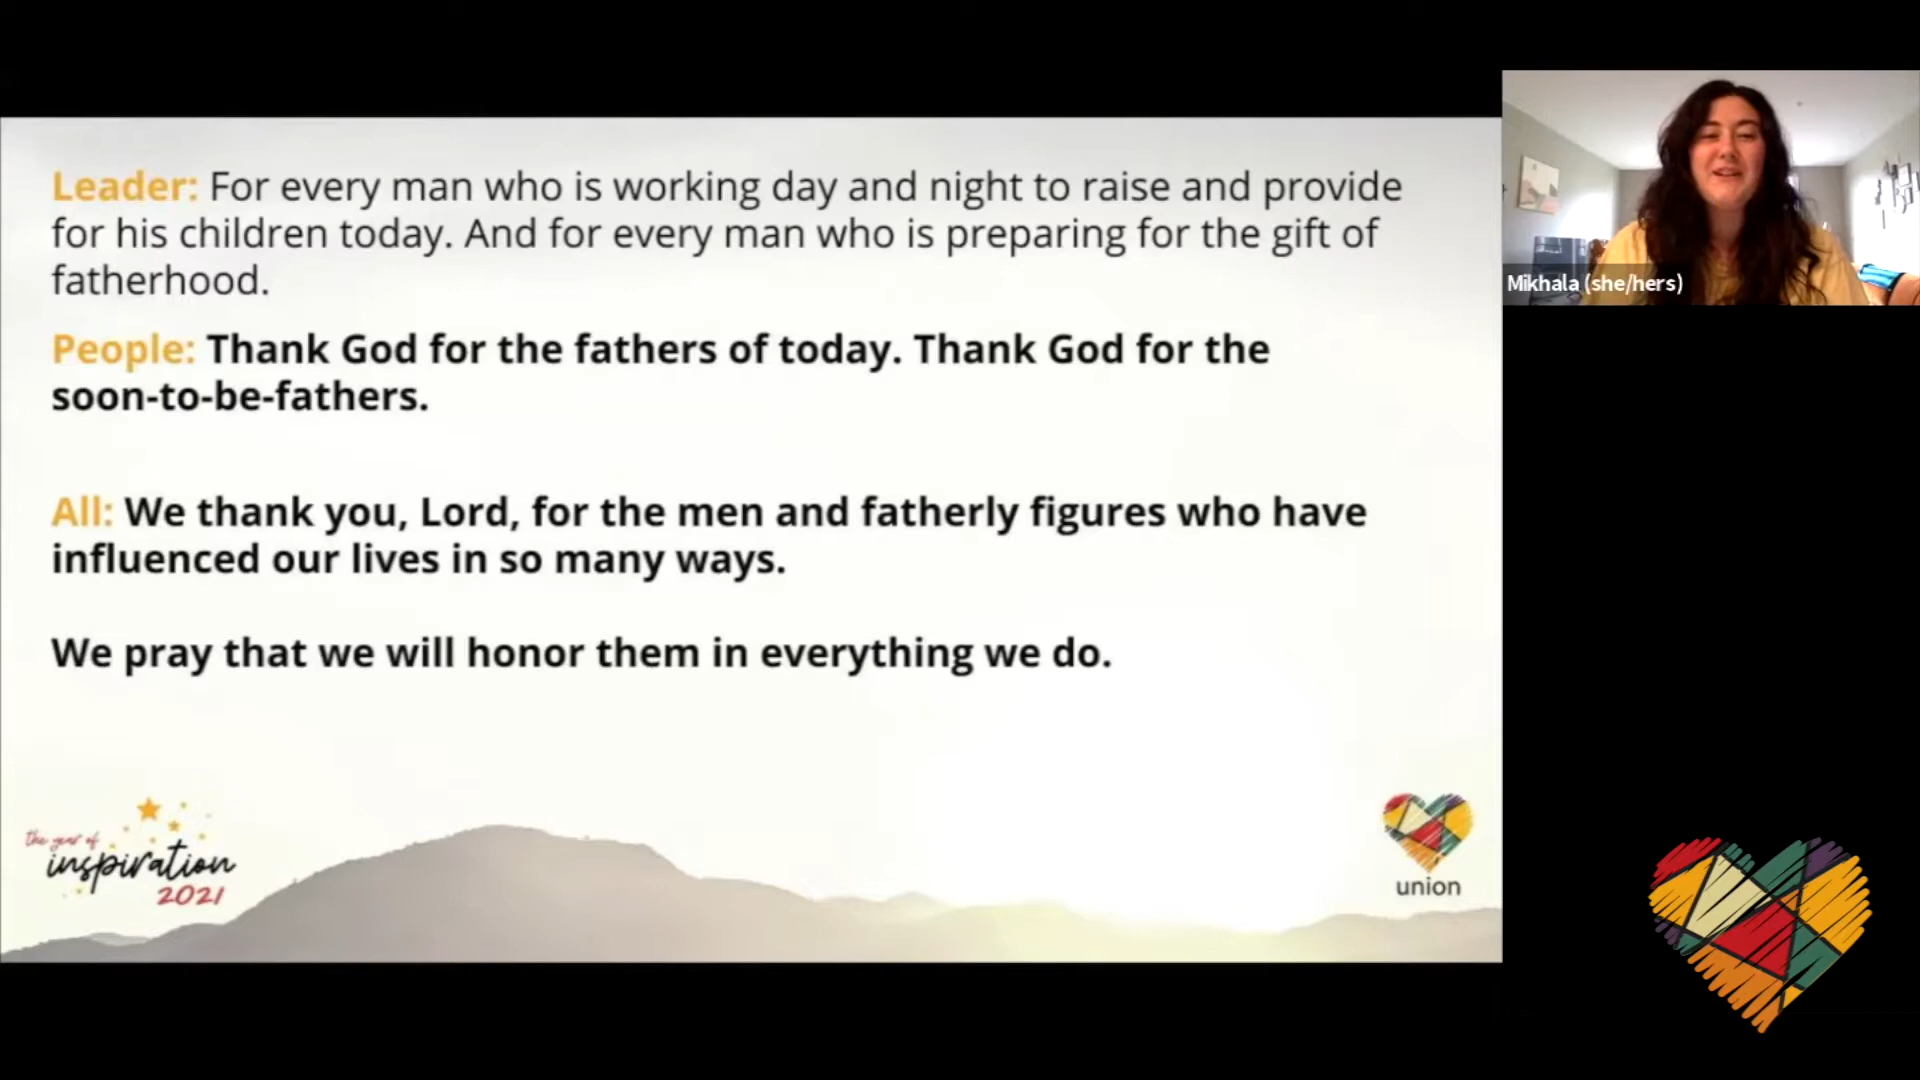 Leader: For every man who is working day and night to raise and provide
for his children today. And for every man who is preparing for the gift of
fatherhood.
People: Thank God for the fathers of today. Thank God for the
soon-to-be-fathers.
All: We thank you, Lord, for the men and fatherly figures who have
influenced our lives in so many ways.
We pray that we will honor them in everything we do.
the year of
inspiration
2021
union
Mikhala (she/hers)